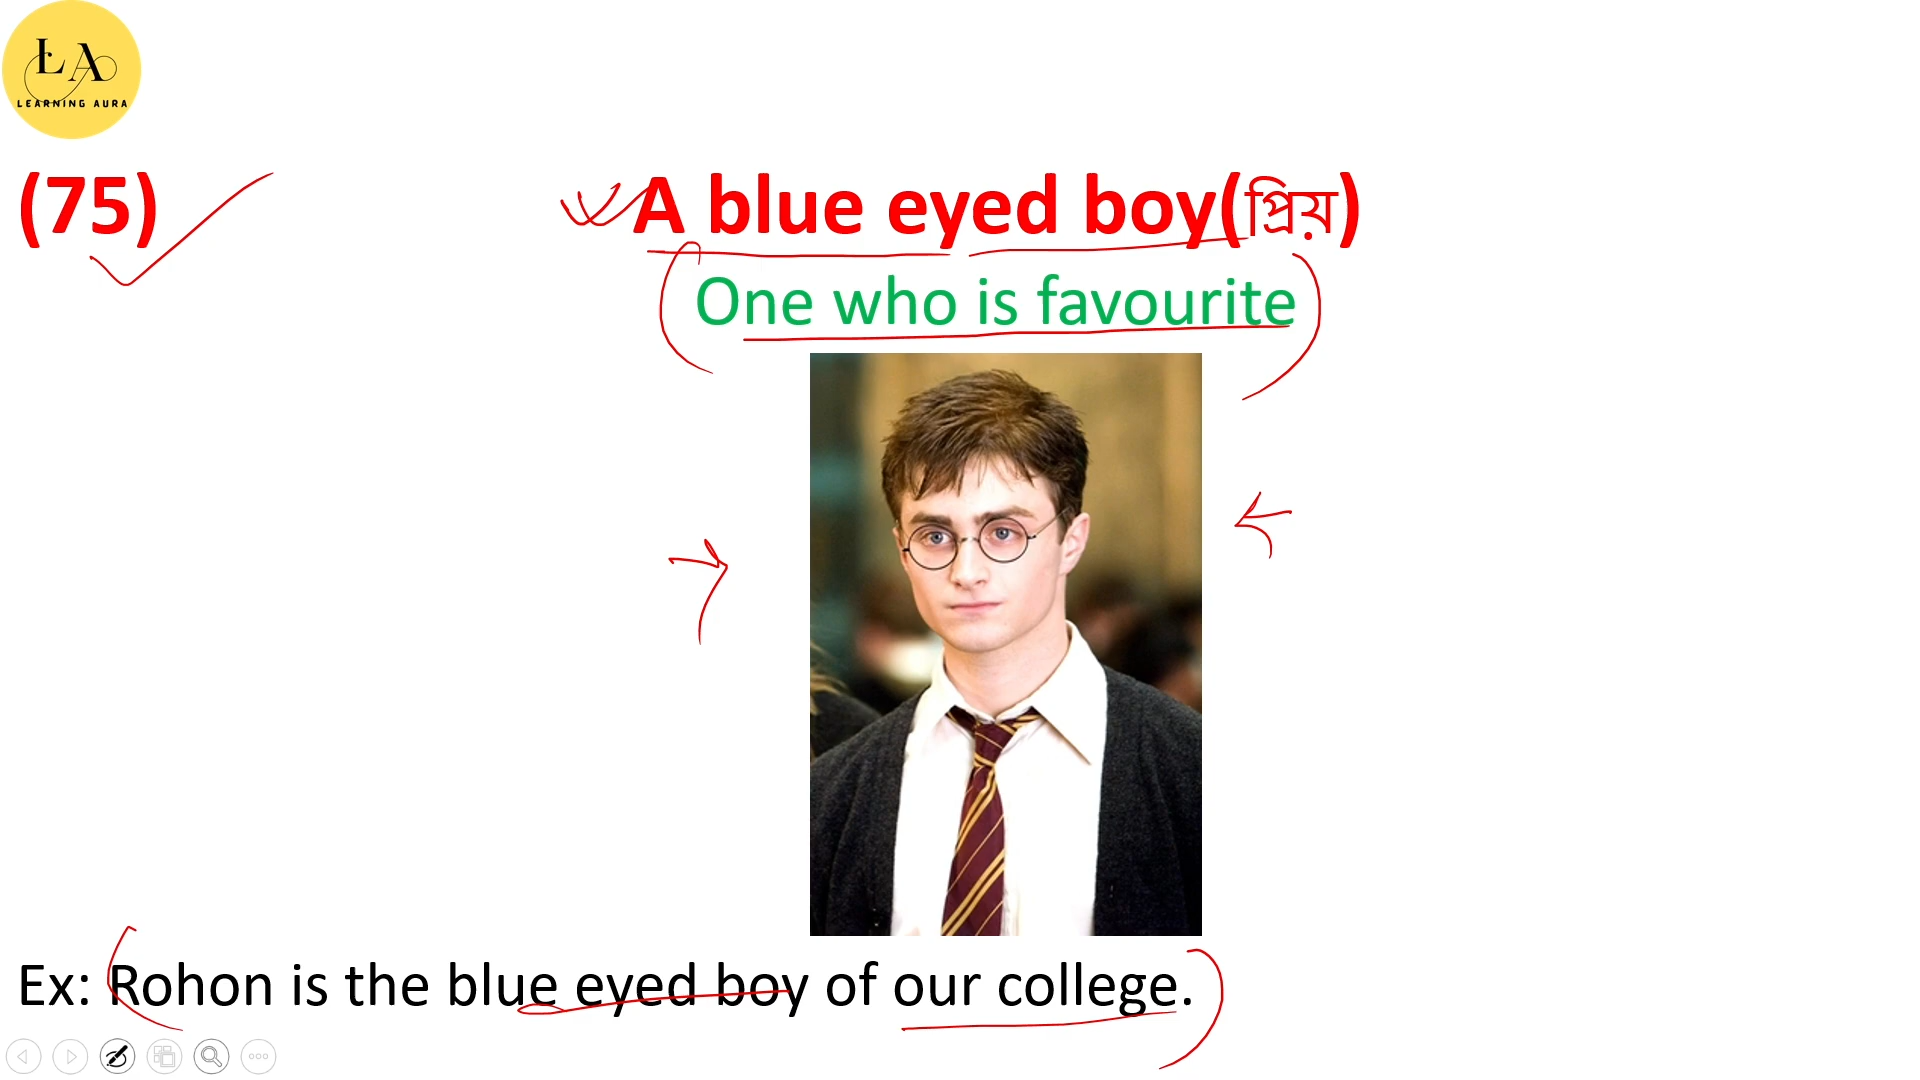 LA
LEARNING AURA
(75)
A blue eyed boy(প্রিয়)
One who is favourite
Ex: Rohon is the blue eyed boy of our college.